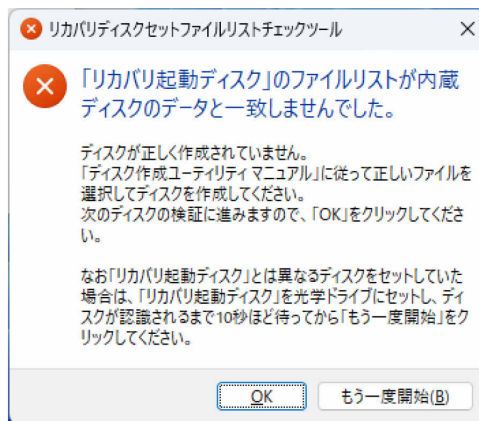 リカバリディスクセットファイルリストチェックツール
「リカバリ起動ディスク」のファイルリストが内蔵
ディスクのデータと一致しませんでした。
ディスクが正しく作成されていません。
「ディスク作成ユーティリティ マニュアル」に従って正しいファイルを
選択してディスクを作成してください。
次のディスクの検証に進みますので、「OK」をクリックしてくださ
い。
なお「リカバリ起動ディスク」とは異なるディスクをセットしていた
場合は、「リカバリ起動ディスク」を光学ドライブにセットし、ディ
スクが認識されるまで10秒ほど待ってから「もう一度開始」をク
リックしてください。
OK
もう一度開始(B)